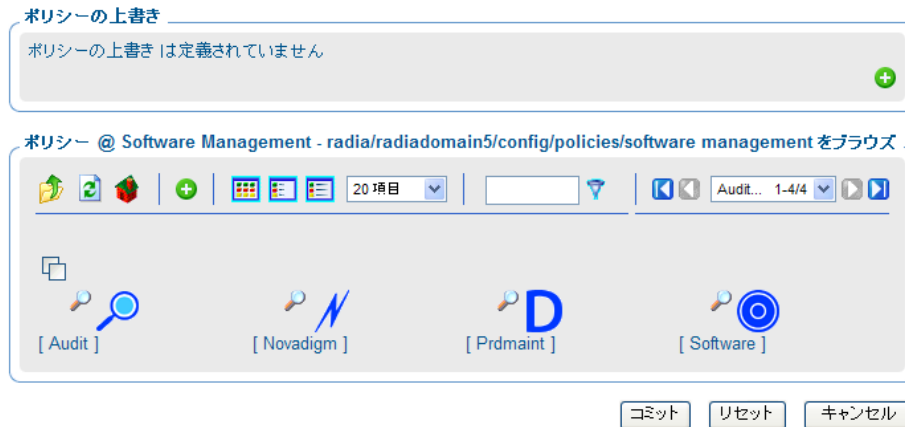 ポリシーの上書き
ポリシーの上書き は定義されていません
ポリシー @ Software Management - radia/radiadomain5/config/policies/software management をブラウズ
20 項目
Audit... 1-4/4
[ Audit ]
[ Novadigm ]
[ Prdmaint ]
[ Software ]
コミット
リセット
キャンセル